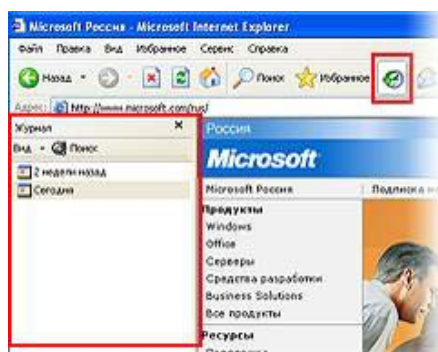 Microsoft Россия - Microsoft Internet Explorer
Файл Правка Вид Избранное Сервис Справка
Назад Поиск Избранное
Адрес: http://www.microsoft.com/rus/
Журнал
Вид Поиск
2 недели назад
Сегодня
Россия
Microsoft
Microsoft Россия Подписка
Продукты
Windows
Office
Серверы
Средства разработки
Business Solutions
Все продукты
Ресурсы